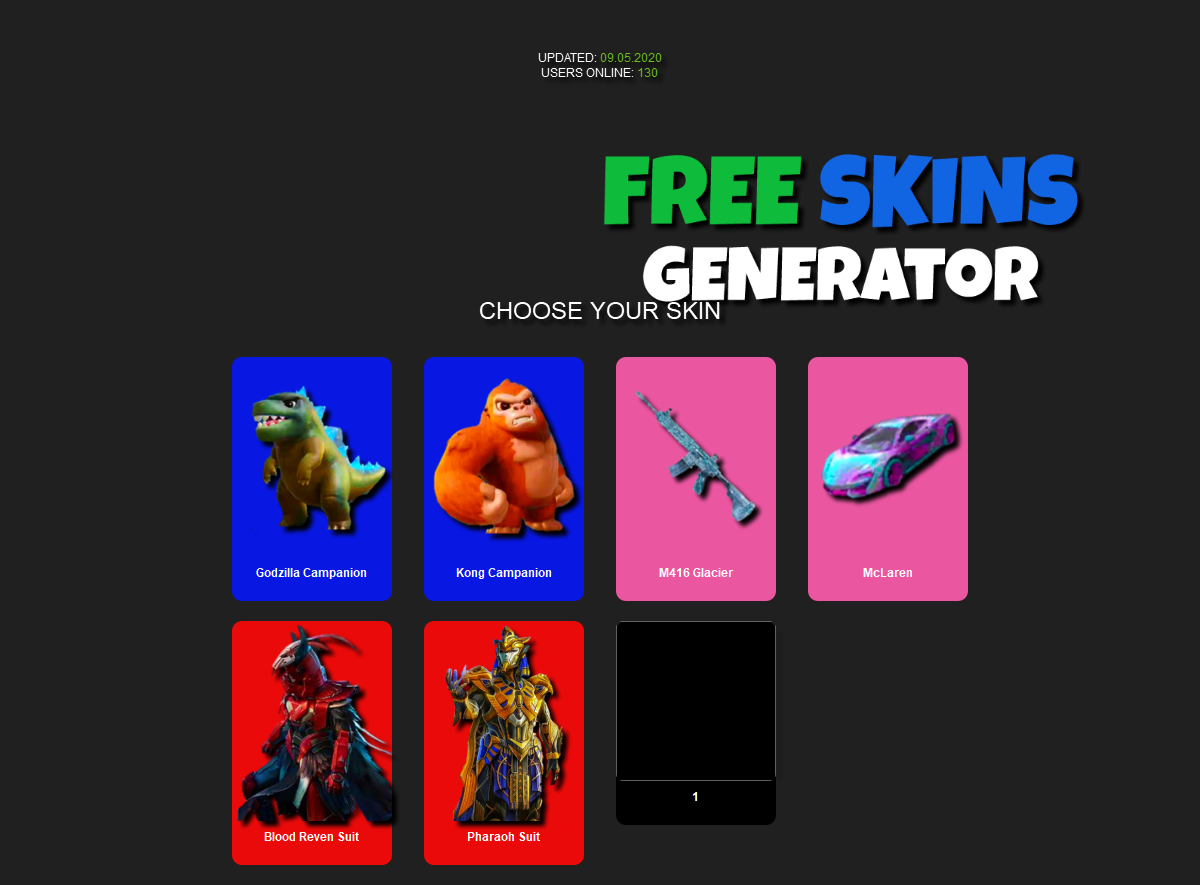 UPDATED: 09.05.2020
USERS ONLINE: 130
FREE SKINS
GENERATOR
CHOOSE YOUR SKIN
Godzilla Campanion
Kong Campanion
M416 Glacier
McLaren
Blood Reven Suit
Pharaoh Suit
1